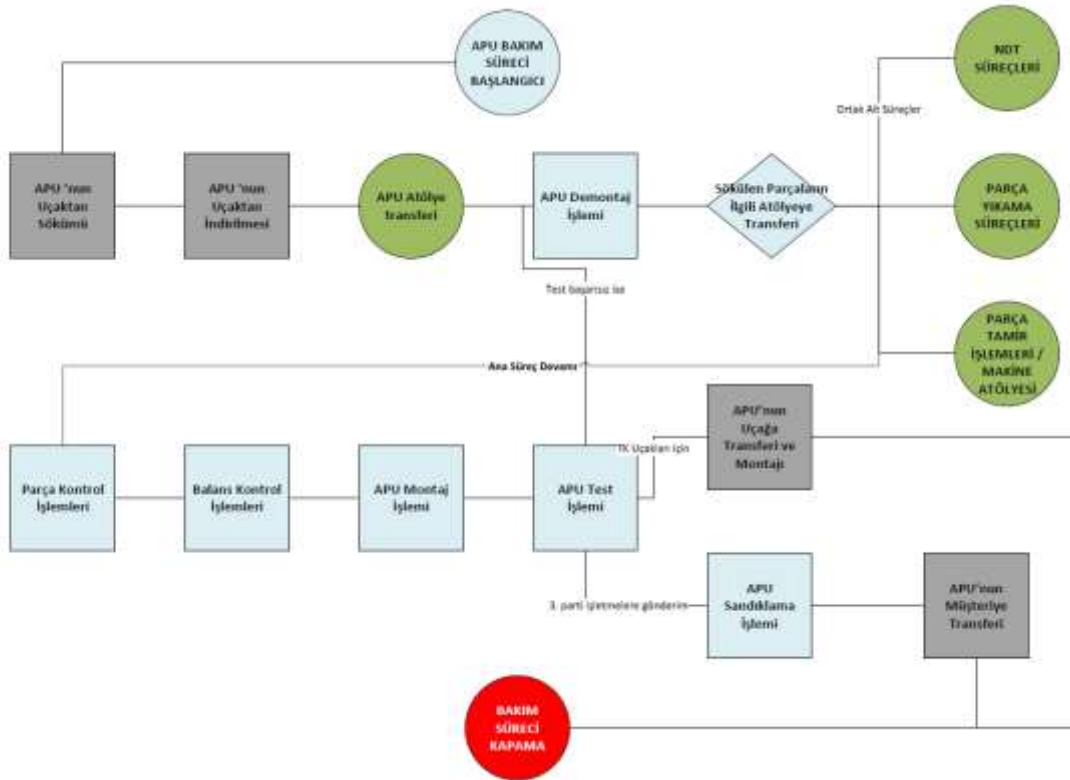 APU BAKIM
SÜRECİ
BAŞLANGICI
NDT
SÜREÇLERİ
Ortak Alt Süreçler
APU 'nun
Uçaktan
Sökümü
APU 'nun
Uçaktan
İndirilmesi
APU Atölye
transferi
APU Demontaj
İşlemi
Sökülen Parçaların
İlgili Atölyeye
Transferi
PARÇA
YIKAMA
SÜREÇLERİ
Test başarısız ise
PARÇA
TAMİR
İŞLEMLERİ /
MAKİNE
ATÖLYESİ
Ana Süreç Devamı
APU'nun
Uçağa
Transferi ve
Montajı
TK Uçakları için
Parça Kontrol
İşlemleri
Balans Kontrol
İşlemleri
APU Montaj
İşlemi
APU Test
İşlemi
3. parti işletmelere gönderim
APU
Sandıklama
İşlemi
APU'nun
Müşteriye
Transferi
BAKIM
SÜRECİ
KAPAMA